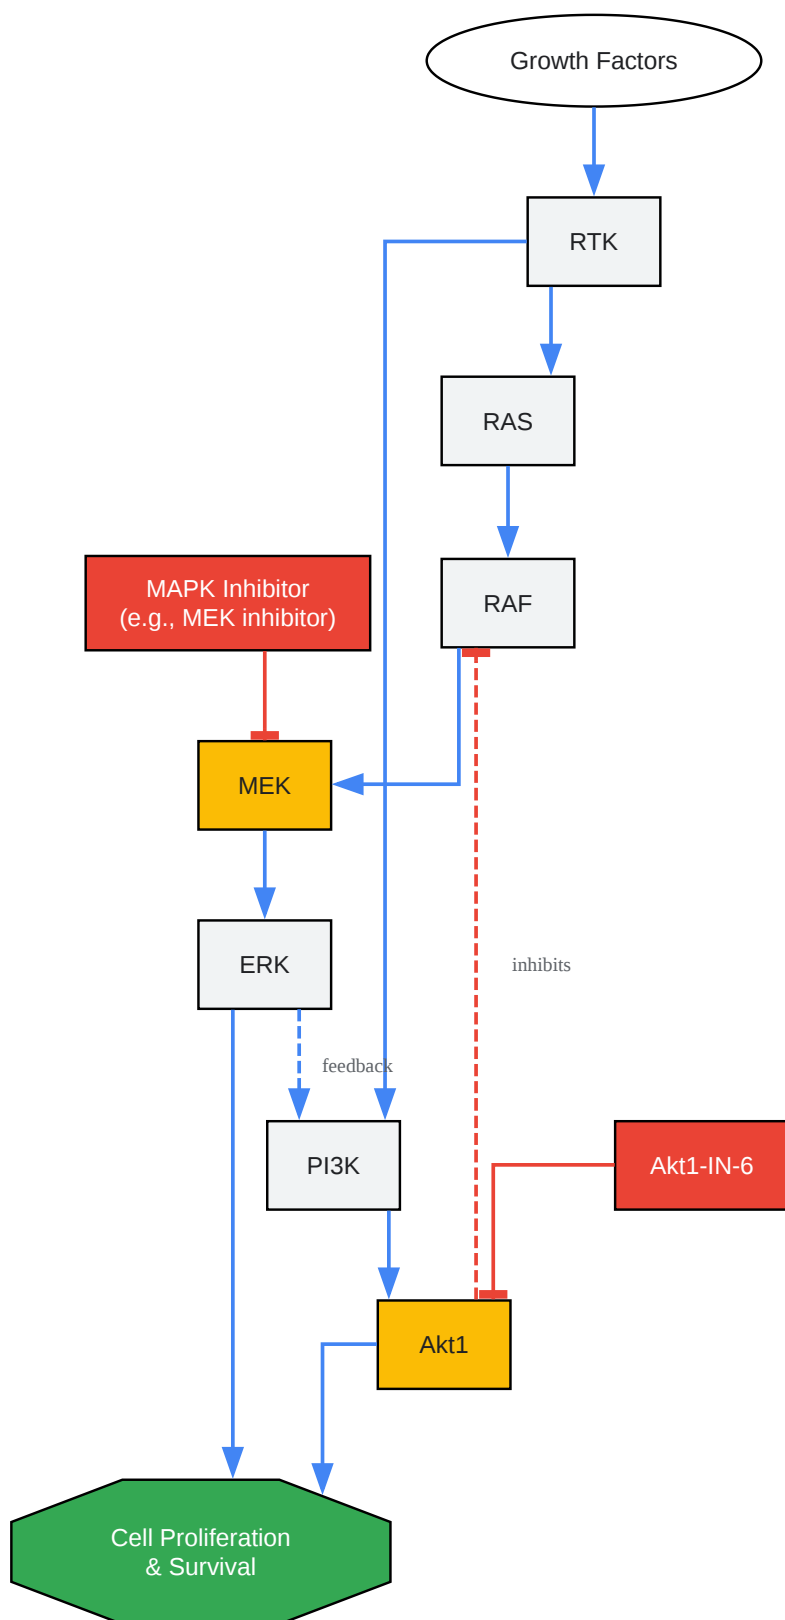 Growth Factors
RTK
RAS
RAF
MAPK Inhibitor
(e.g., MEK inhibitor)
MEK
ERK
inhibits
feedback
PI3K
Akt1-IN-6
Akt1
Cell Proliferation
& Survival